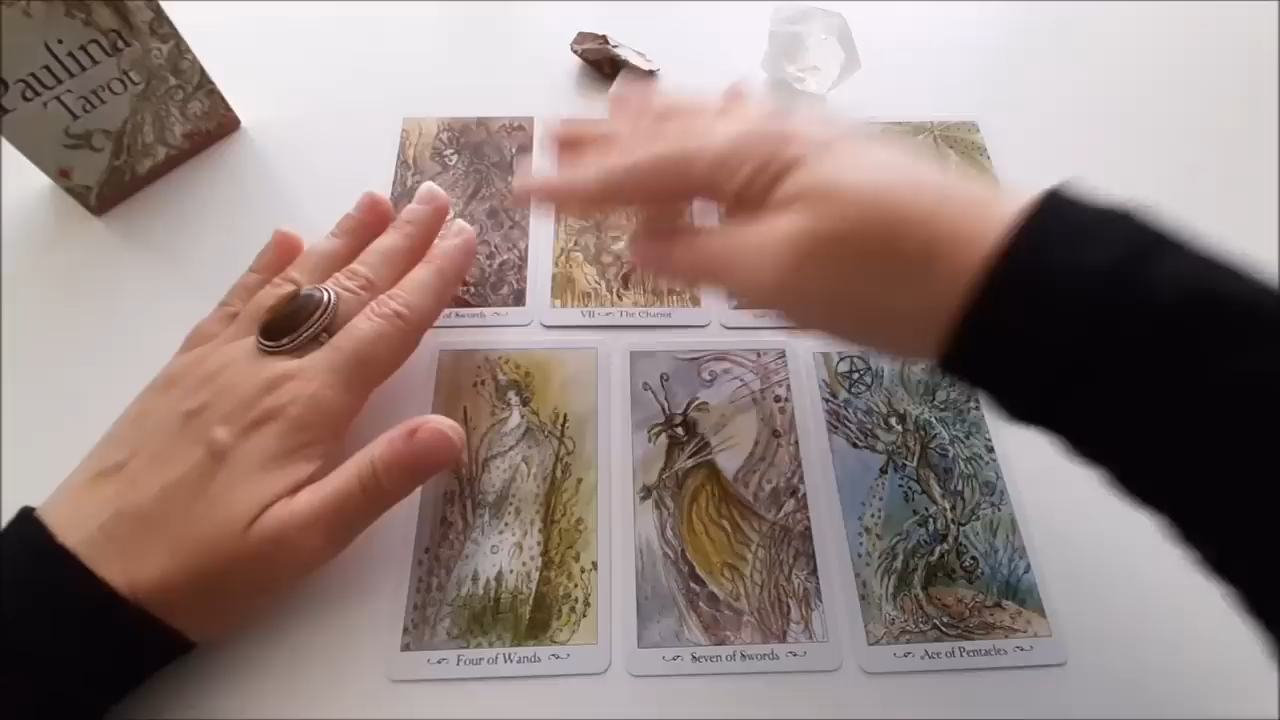 Paulina
Tarot
of Swords
VII The Chariot
Four of Wands
Seven of Swords
Ace of Pentacles